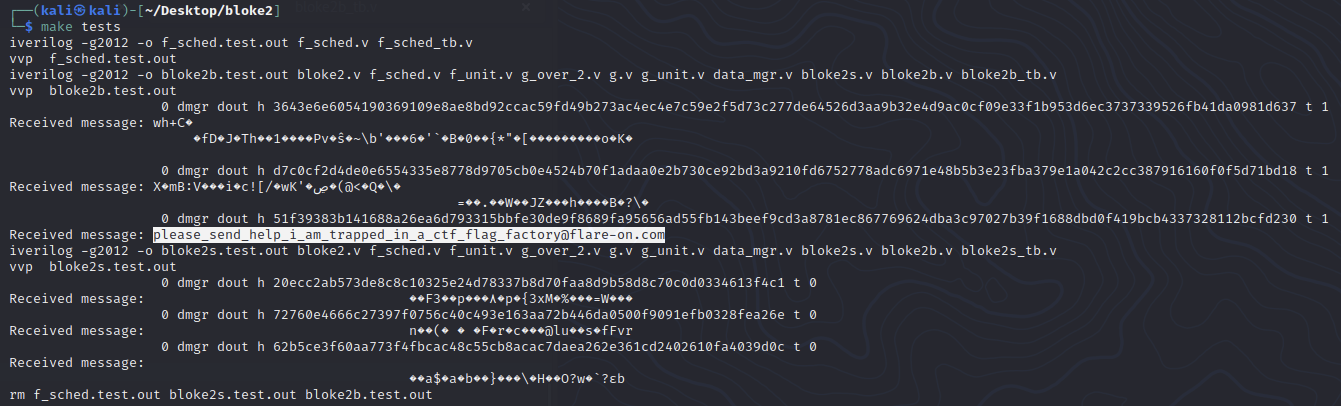 ┌──(kali㉿kali)-[~/Desktop/bloke2]
└─$ make tests
iverilog -g2012 -o f_sched.test.out f_sched.v f_sched_tb.v
vvp  f_sched.test.out
iverilog -g2012 -o bloke2b.test.out bloke2.v f_sched.v f_unit.v g_over_2.v g.v g_unit.v data_mgr.v bloke2s.v bloke2b.v bloke2b_tb.v
vvp  bloke2b.test.out
0 dmgr dout h 3643e6e6054190369109e8ae8bd92ccac59fd49b273ac4ec4e7c59e2f5d73c277de64526d3aa9b32e4d9ac0cf09e33f1b953d6ec3737339526fb41da0981d637 t 1
Received message: wh+C�
�fD�J�Th��1����Pv�ŝ�~\b'���6�'`�B�0��{*"�[���������o�K�
0 dmgr dout h d7c0cf2d4de0e6554335e8778d9705cb0e4524b70f1adaa0e2b730ce92bd3a9210fd6752778adc6971e48b5b3e23fba379e1a042c2cc387916160f0f5d71bd18 t 1
Received message: X�mB:V���i�c![/�wK'�ص�(@<�Q�\�
=��.��W��JZ���h����B�?\�
0 dmgr dout h 51f39383b141688a26ea6d793315bbfe30de9f8689fa95656ad55fb143beef9cd3a8781ec867769624dba3c97027b39f1688dbd0f419bcb4337328112bcfd230 t 1
Received message: please_send_help_i_am_trapped_in_a_ctf_flag_factory@flare-on.com
iverilog -g2012 -o bloke2s.test.out bloke2.v f_sched.v f_unit.v g_over_2.v g.v g_unit.v data_mgr.v bloke2s.v bloke2b.v bloke2s_tb.v
vvp  bloke2s.test.out
0 dmgr dout h 20ecc2ab573de8c8c10325e24d78337b8d70faa8d9b58d8c70c0d0334613f4c1 t 0
Received message:
��F3��p���٨�p�{3xM�%���=W���
0 dmgr dout h 72760e4666c27397f0756c40c493e163aa72b446da0500f9091efb0328fea26e t 0
Received message:
n��(� � �F�r�c���@lu��s�fFvr
0 dmgr dout h 62b5ce3f60aa773f4fbcac48c55cb8acac7daea262e361cd2402610fa4039d0c t 0
Received message:
��a$�a�b��}���\�H��O?w�`?εb
rm f_sched.test.out bloke2s.test.out bloke2b.test.out